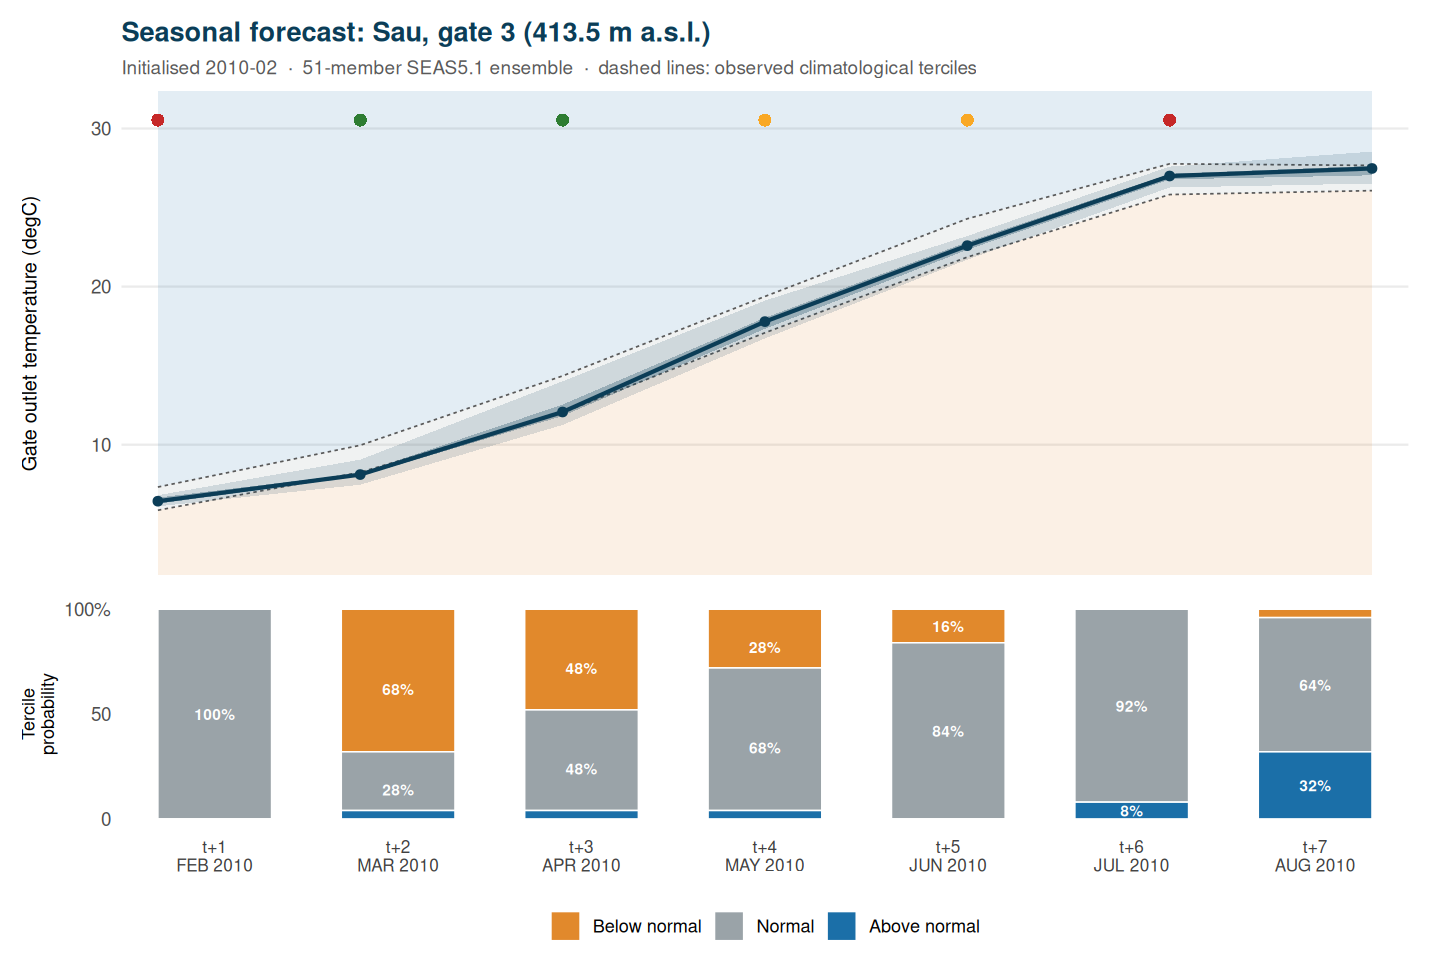 Seasonal forecast: Sau, gate 3 (413.5 m a.s.l.)
Initialised 2010-02 · 51-member SEAS5.1 ensemble · dashed lines: observed climatological terciles
Gate outlet temperature (degC)
30
20
10
Tercile
probability
100%
50
0
100%
68%
28%
48%
48%
28%
68%
16%
84%
92%
8%
64%
32%
t+1
FEB 2010
t+2
MAR 2010
t+3
APR 2010
t+4
MAY 2010
t+5
JUN 2010
t+6
JUL 2010
t+7
AUG 2010
Below normal
Normal
Above normal